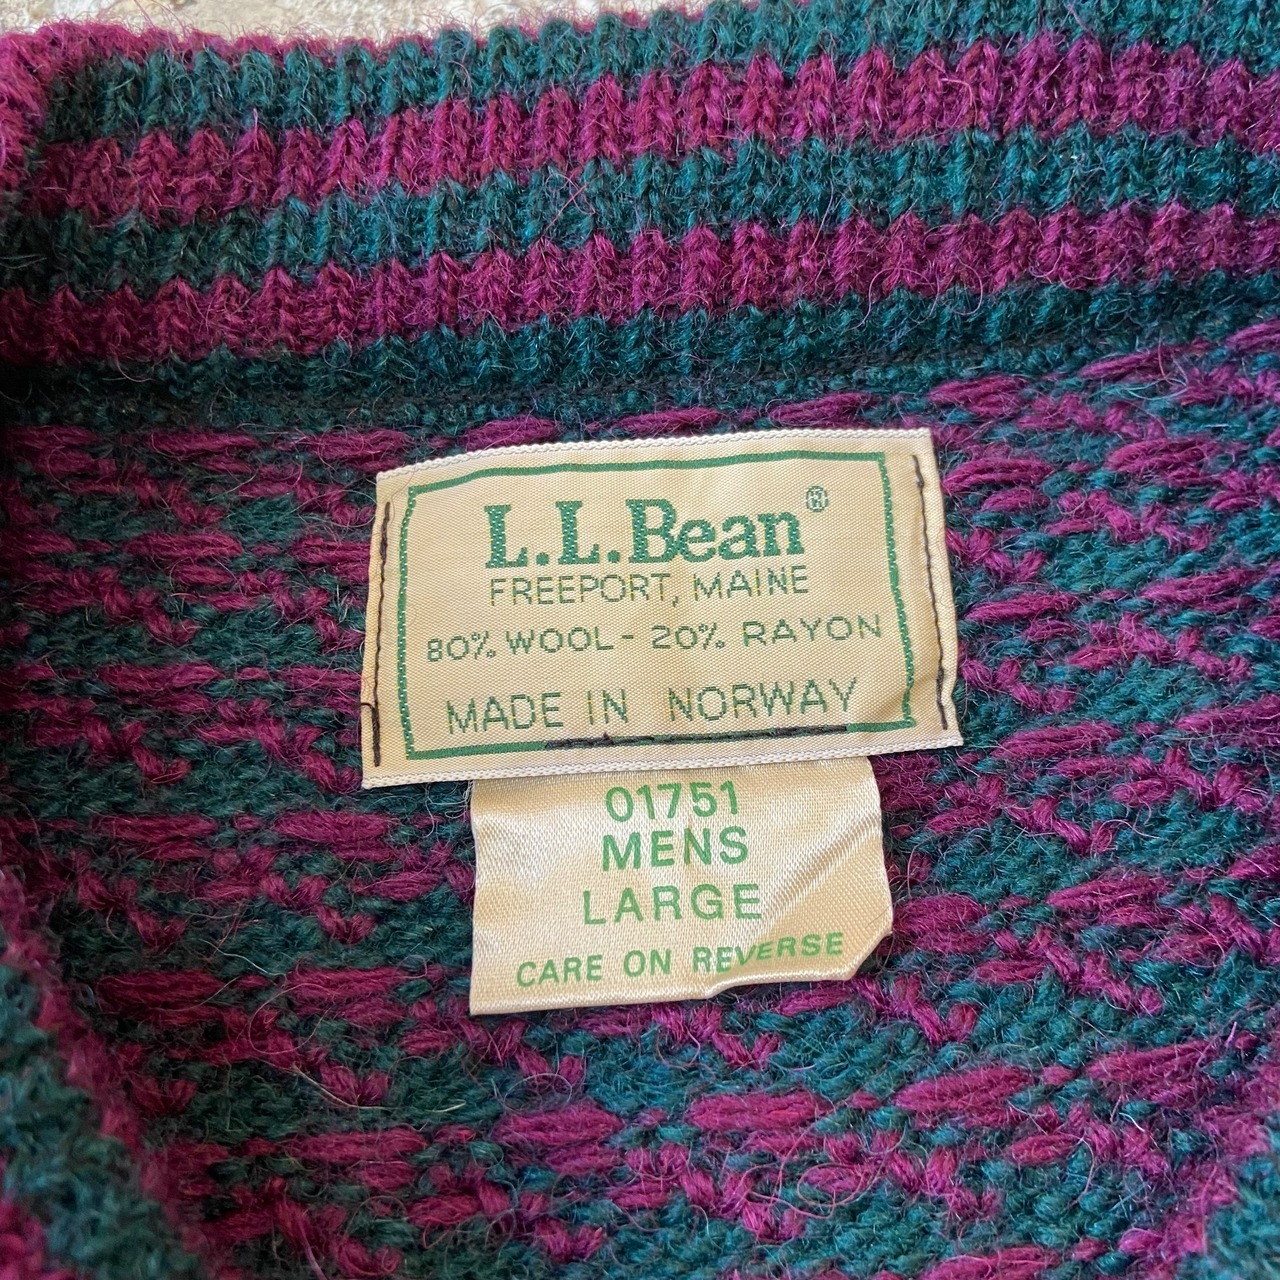 L.L.Bean®
FREEPORT, MAINE
80% WOOL - 20% RAYON
MADE IN NORWAY
01751
MENS
LARGE
CARE ON REVERSE